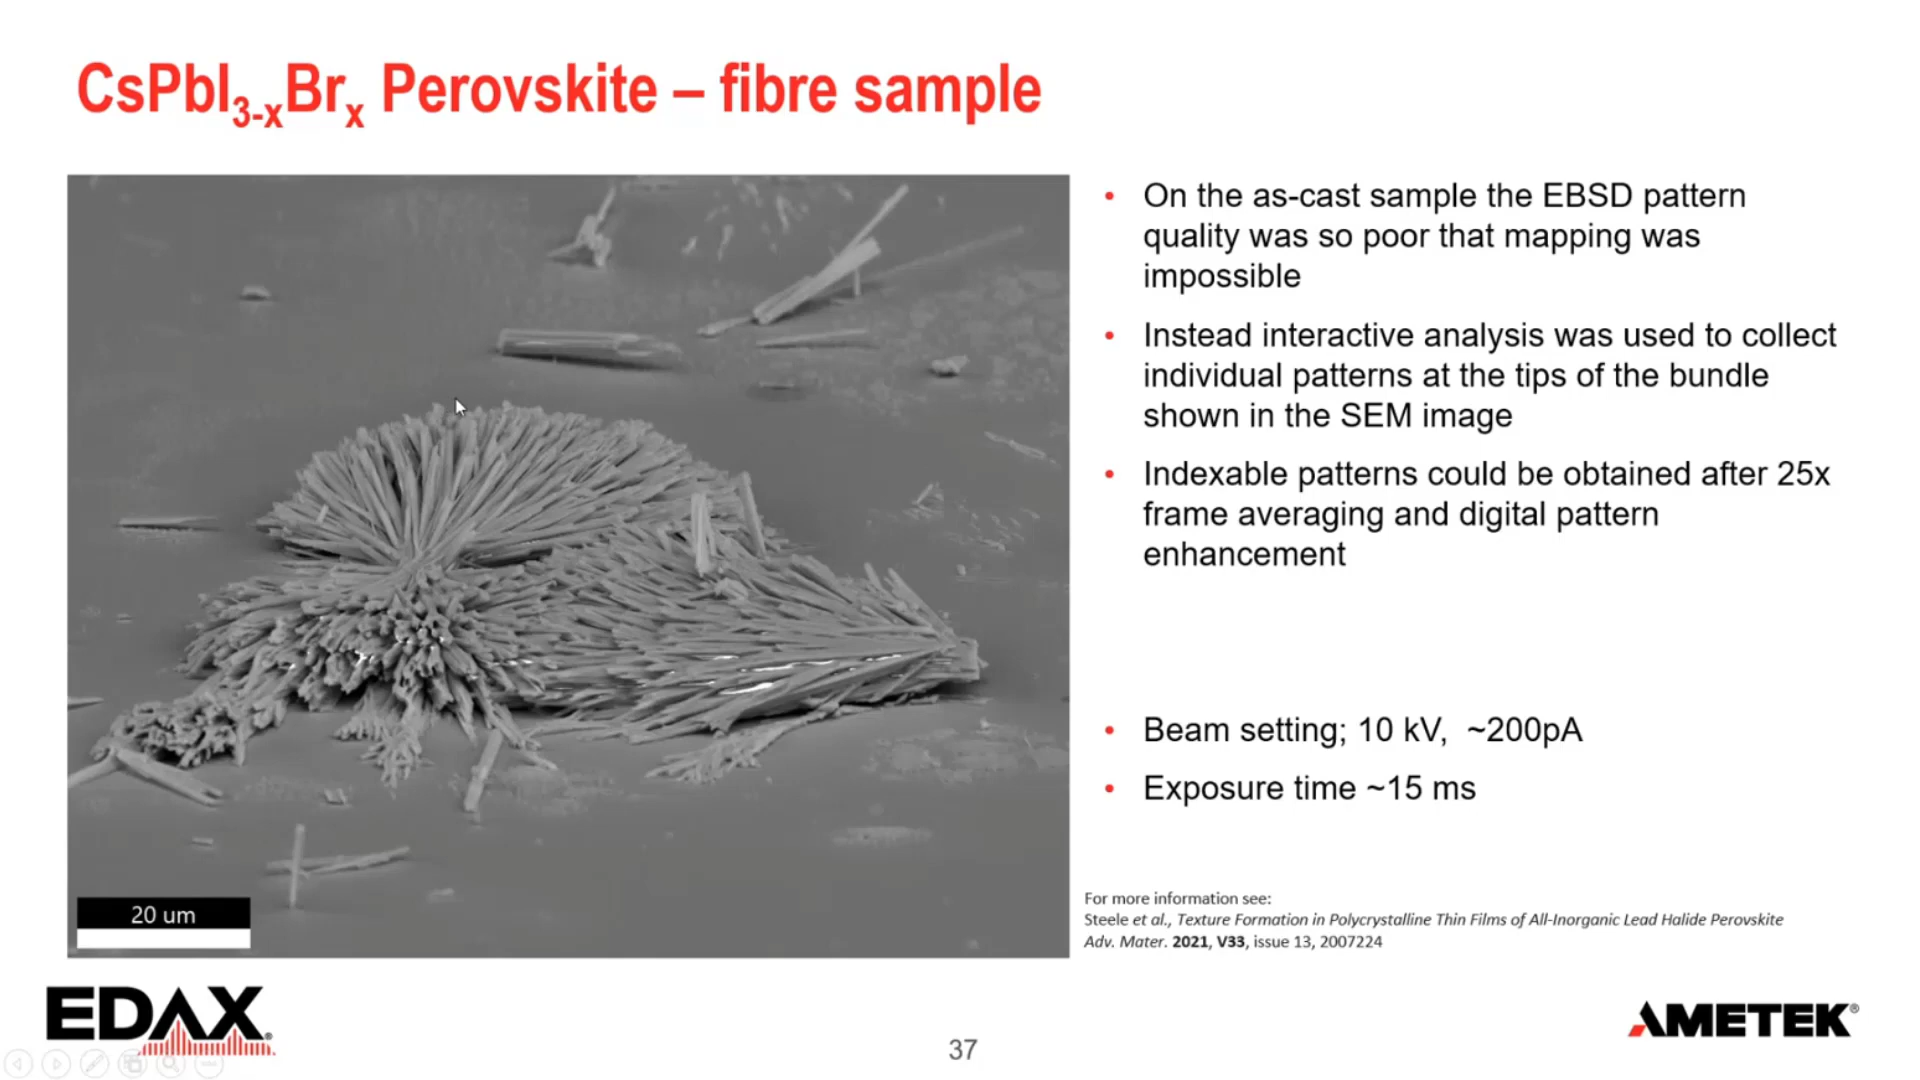 CsPbI3-xBrx Perovskite – fibre sample
• On the as-cast sample the EBSD pattern
quality was so poor that mapping was
impossible
• Instead interactive analysis was used to collect
individual patterns at the tips of the bundle
shown in the SEM image
• Indexable patterns could be obtained after 25x
frame averaging and digital pattern
enhancement
• Beam setting; 10 kV, ~200pA
• Exposure time ~15 ms
20 um
For more information see:
Steele et al., Texture Formation in Polycrystalline Thin Films of All-Inorganic Lead Halide Perovskite
Adv. Mater. 2021, V33, issue 13, 2007224
EDAX®
37
AMETEK®